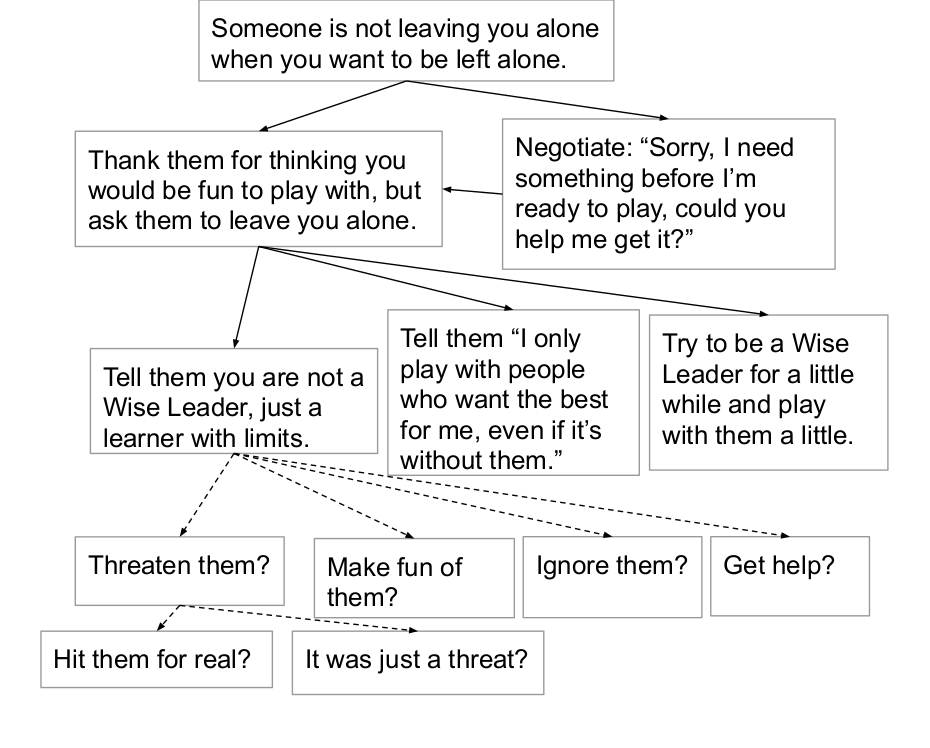 Someone is not leaving you alone
when you want to be left alone.
Thank them for thinking you
would be fun to play with, but
ask them to leave you alone.
Negotiate: “Sorry, I need
something before I’m
ready to play, could you
help me get it?”
Tell them you are not a
Wise Leader, just a
learner with limits.
Tell them “I only
play with people
who want the best
for me, even if it’s
without them.”
Try to be a Wise
Leader for a little
while and play
with them a little.
Threaten them?
Make fun of
them?
Ignore them?
Get help?
Hit them for real?
It was just a threat?